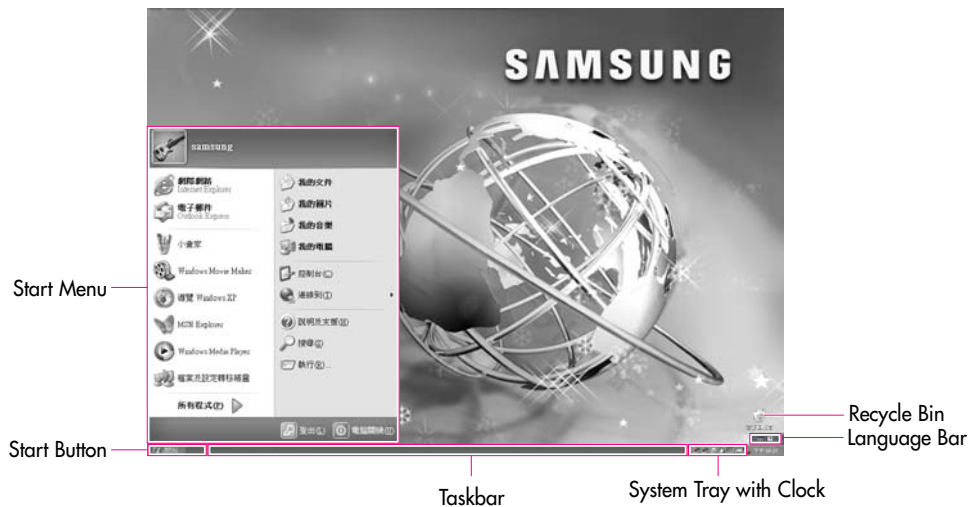 SAMSUNG
samsung
網際網路
Internet Explorer
電子郵件
Outlook Express
小畫家
Windows Movie Maker
導覽 Windows XP
MSN Explorer
Windows Media Player
檔案及設定轉移精靈
所有程式(P)
我的文件
我的圖片
我的音樂
我的電腦
控制台(C)
連線到(T)
說明及支援(H)
搜尋(S)
執行(R)...
登出(L)
電腦關機(U)
Start Menu
Start Button
Taskbar
System Tray with Clock
Recycle Bin
Language Bar